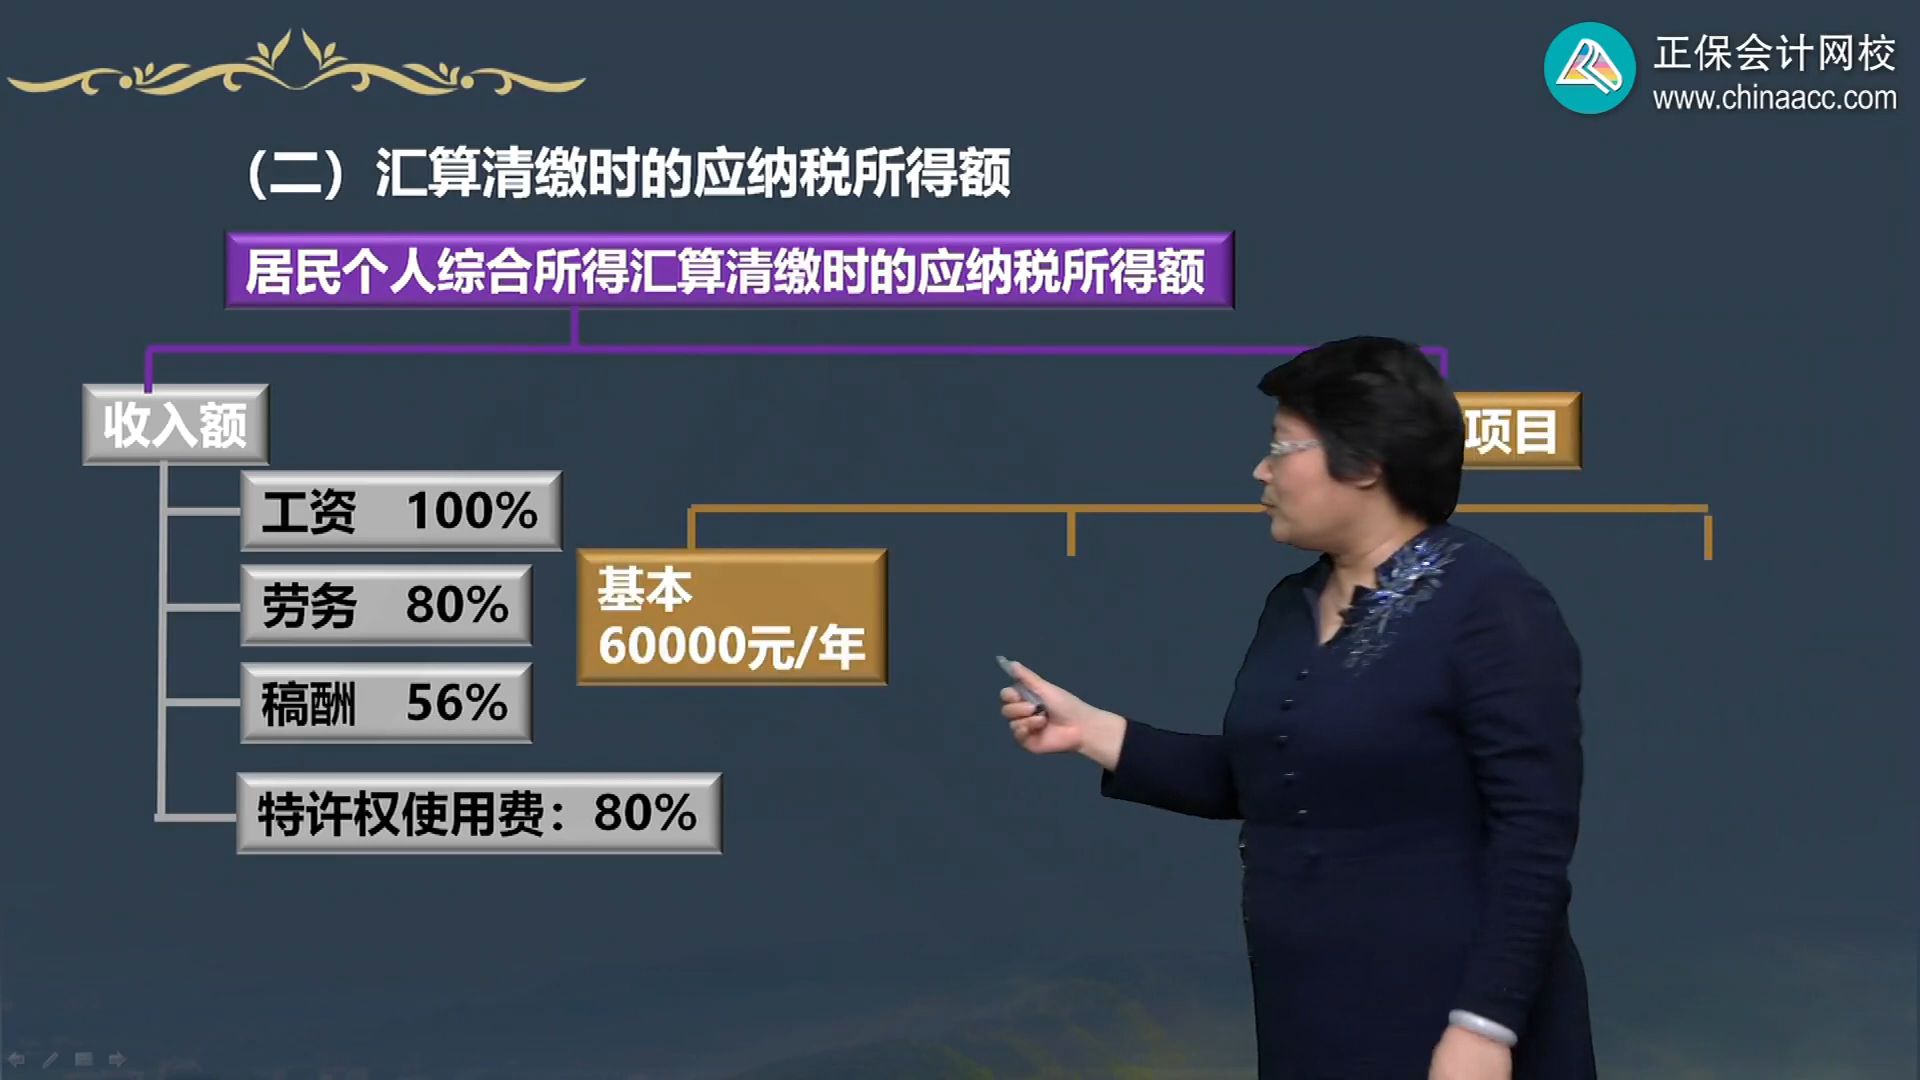 正保会计网校
www.chinaacc.com
（二）汇算清缴时的应纳税所得额
居民个人综合所得汇算清缴时的应纳税所得额
收入额
项目
工资 100%
劳务 80%
稿酬 56%
特许权使用费：80%
基本
60000元/年